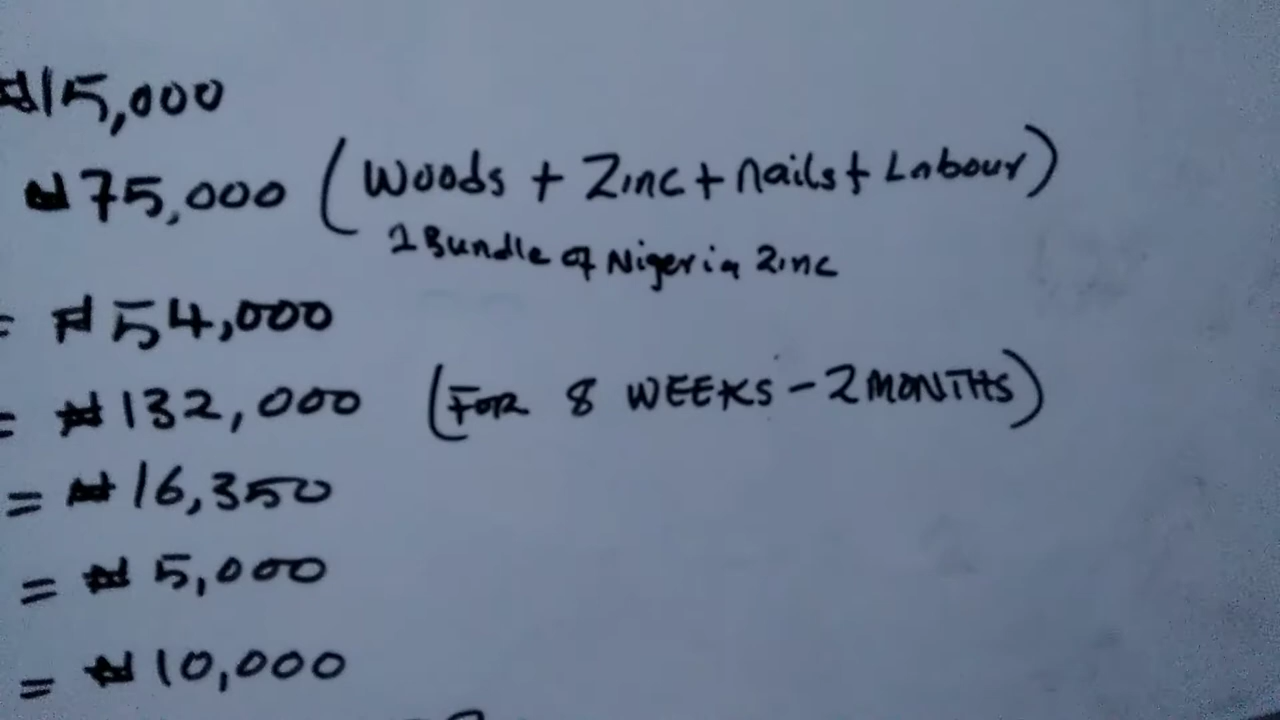 ₦15,000
₦75,000 (Woods + Zinc + nails + Labour)
1 Bundle of Nigeria Zinc
= ₦54,000
= ₦132,000 (FOR 8 WEEKS - 2 MONTHS)
= ₦16,350
= ₦5,000
= ₦10,000